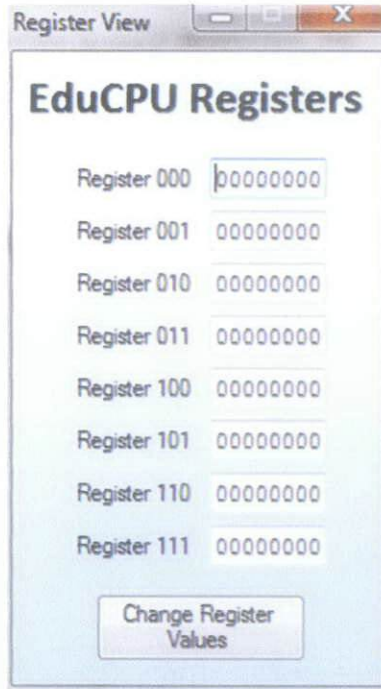 Register View
EduCPU Registers
Register 000 00000000
Register 001 00000000
Register 010 00000000
Register 011 00000000
Register 100 00000000
Register 101 00000000
Register 110 00000000
Register 111 00000000
Change Register
Values